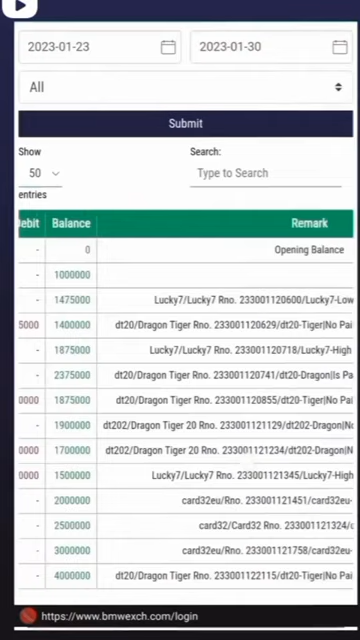 2023-01-23 2023-01-30
All
Submit
Show Search:
50 Type to Search
entries
Debit Balance Remark
- 0 Opening Balance
- 1000000
- 1475000 Lucky7/Lucky7 Rno. 233001120600/Lucky7-Low
5000 1400000 dt20/Dragon Tiger Rno. 233001120629/dt20-Tiger|No Pai
- 1875000 Lucky7/Lucky7 Rno. 233001120718/Lucky7-High
- 2375000 dt20/Dragon Tiger Rno. 233001120741/dt20-Dragon|Is Pa
0000 1875000 dt20/Dragon Tiger Rno. 233001120855/dt20-Tiger|No Pai
- 1900000 dt202/Dragon Tiger 20 Rno. 233001121129/dt202-Dragon|No
0000 1700000 dt202/Dragon Tiger 20 Rno. 233001121234/dt202-Dragon|N
0000 1500000 Lucky7/Lucky7 Rno. 233001121345/Lucky7-High
- 2000000 card32eu/Rno. 233001121451/card32eu-
- 2500000 card32/Card32 Rno. 233001121324/c
- 3000000 card32eu/Rno. 233001121758/card32eu-
- 4000000 dt20/Dragon Tiger Rno. 233001122115/dt20-Tiger|No Pai
https://www.bmwexch.com/login